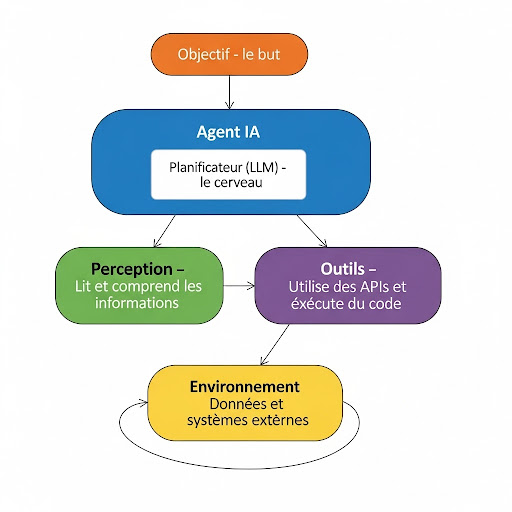 Objectif - le but
Agent IA
Planificateur (LLM) -
le cerveau
Perception –
Lit et comprend les
informations
Outils –
Utilise des APIs et
éxécute du code
Environnement
Données et
systèmes extèrnes